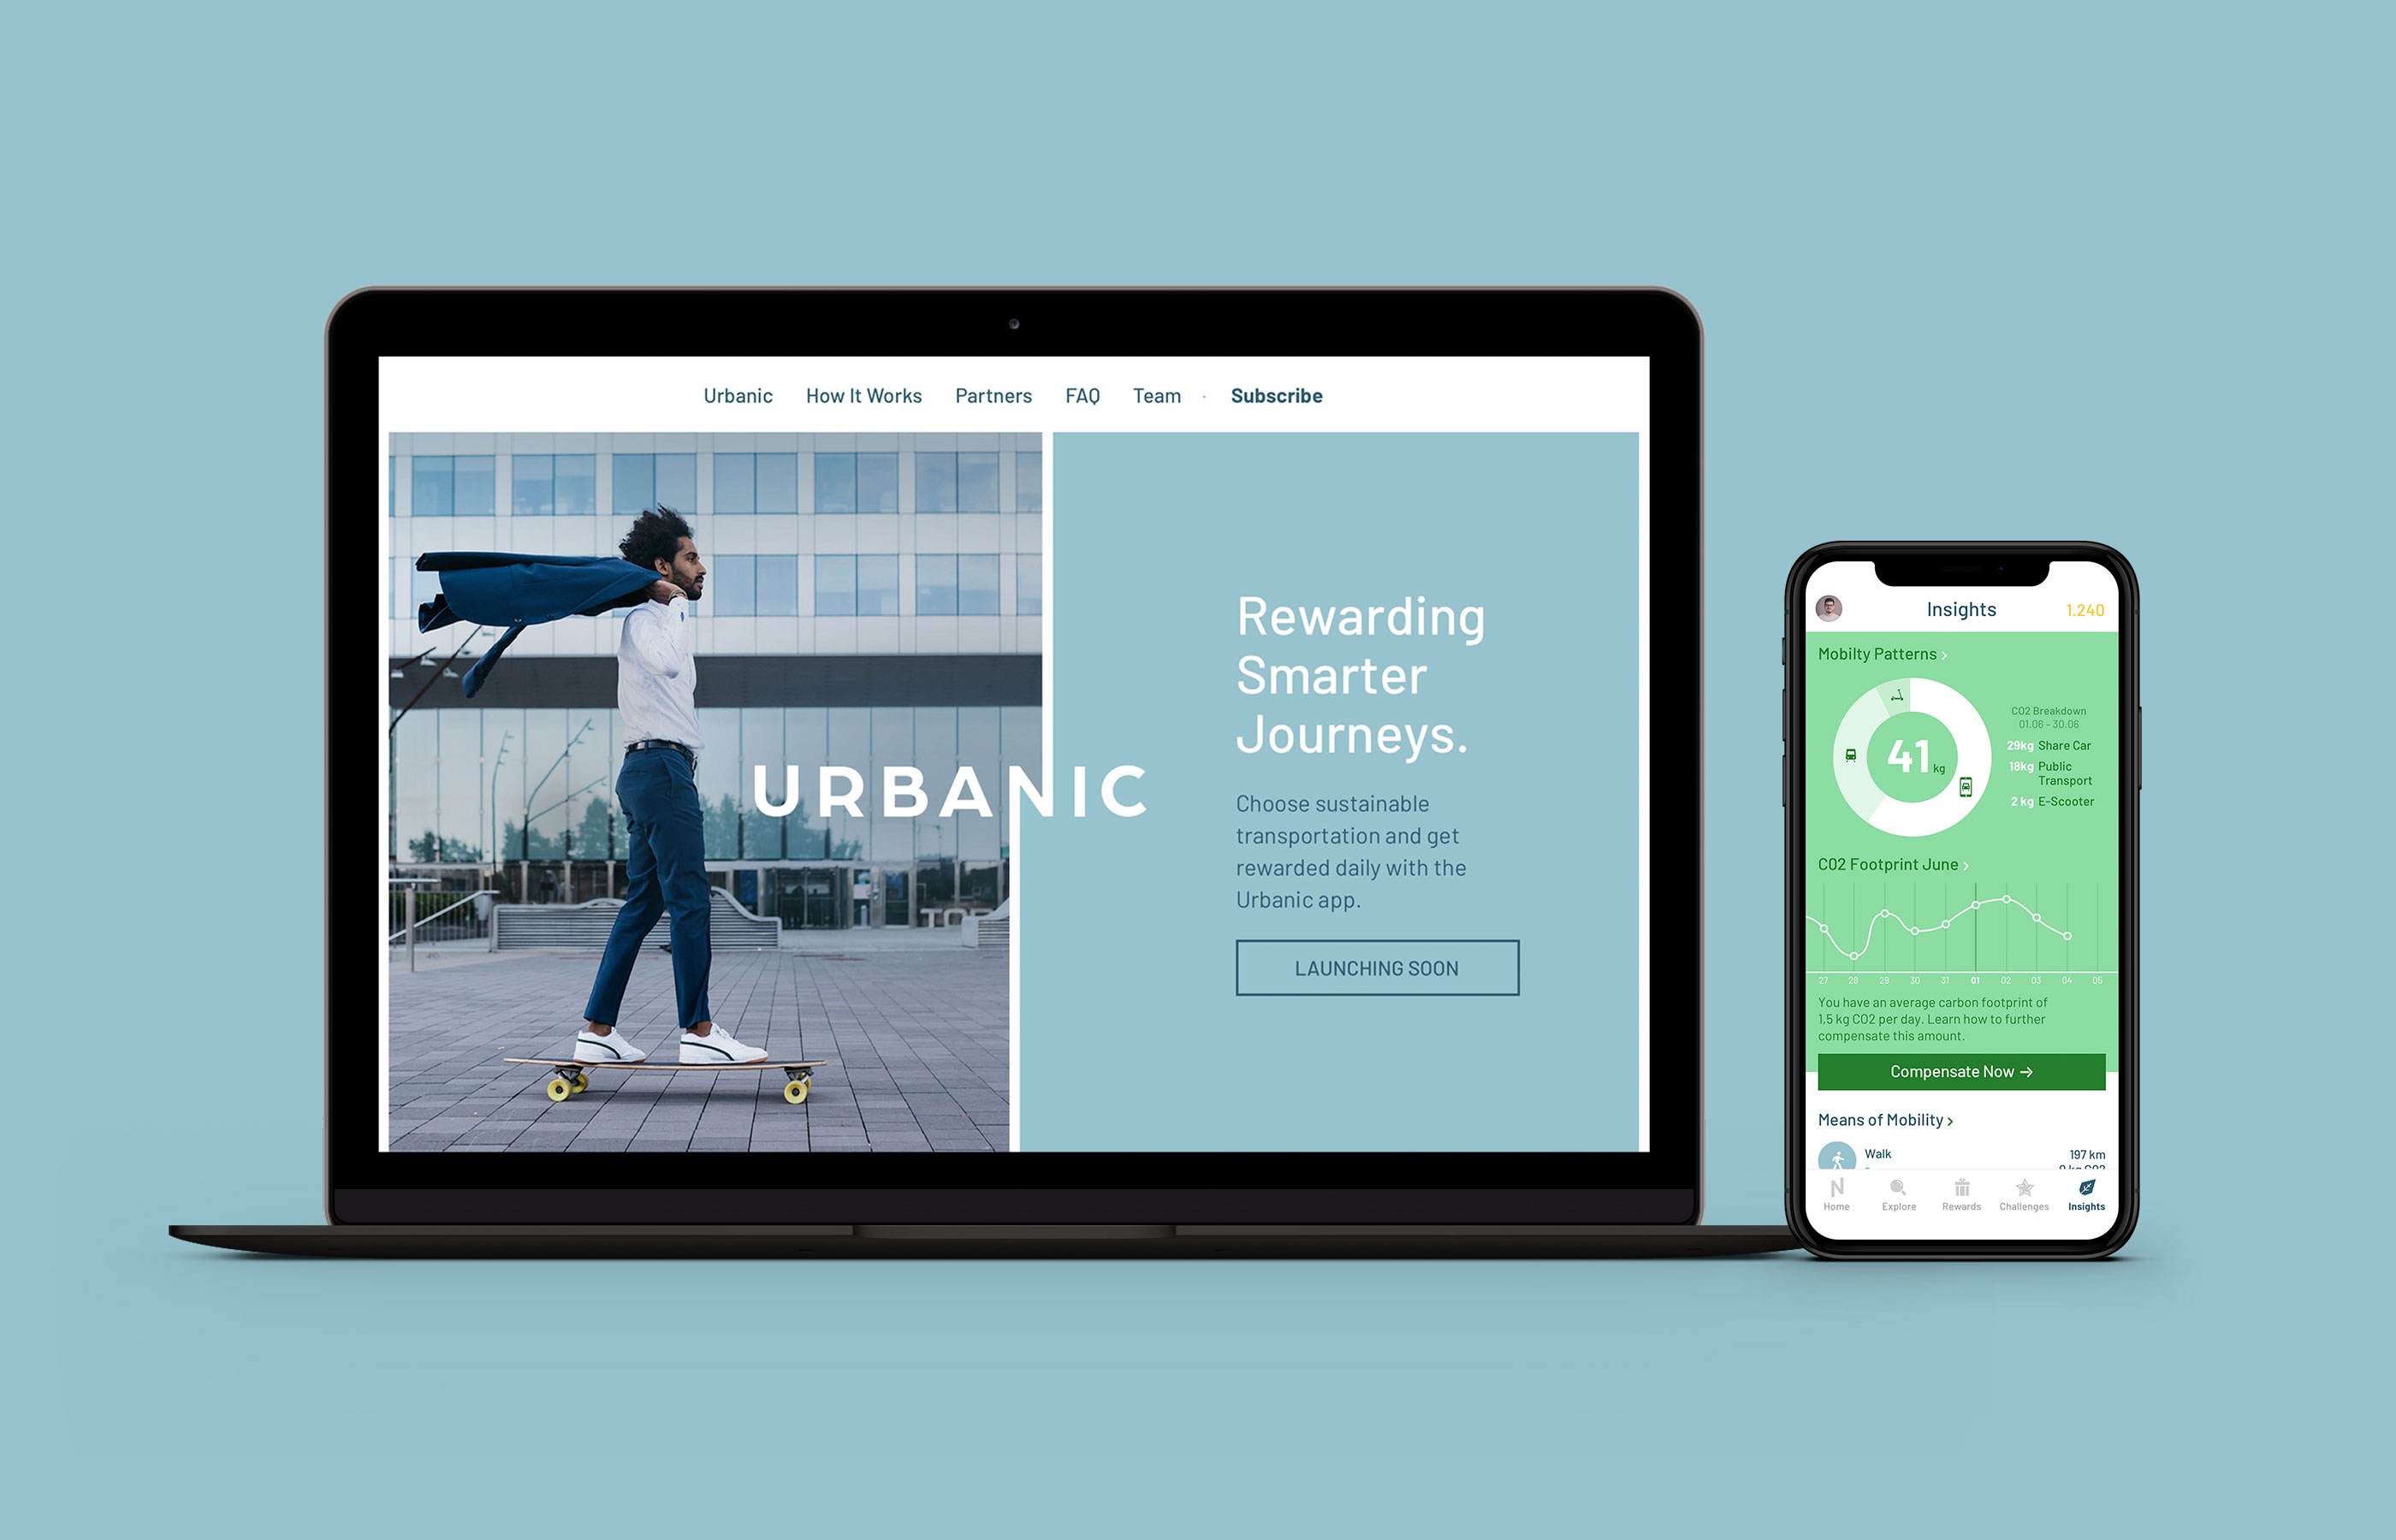 Urbanic How It Works Partners FAQ Team · Subscribe
URBANIC
Rewarding
Smarter
Journeys.
Choose sustainable
transportation and get
rewarded daily with the
Urbanic app.
LAUNCHING SOON
Insights 1.240
Mobilty Patterns >
41 kg
CO2 Breakdown
01.06 - 30.06
29kg Share Car
18kg Public
Transport
2 kg E-Scooter
CO2 Footprint June >
27 28 29 30 31 01 02 03 04 05
You have an average carbon footprint of
1,5 kg CO2 per day. Learn how to further
compensate this amount.
Compensate Now →
Means of Mobility >
Walk 197 km
N
Home Explore Rewards Challenges Insights